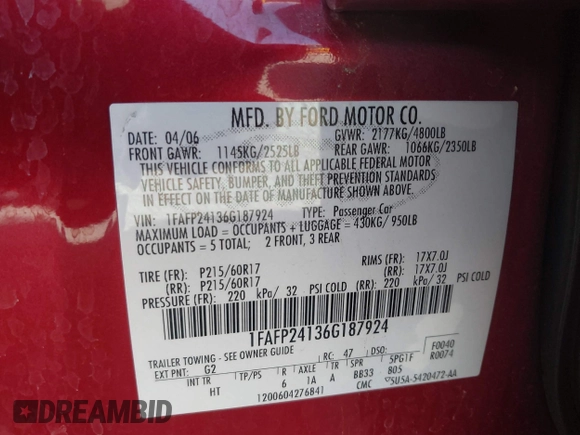 MFD. BY FORD MOTOR CO.
DATE: 04/06 GVWR: 2177KG/4800LB
FRONT GAWR: 1145KG/2525LB REAR GAWR: 1066KG/2350LB
THIS VEHICLE CONFORMS TO ALL APPLICABLE FEDERAL MOTOR
VEHICLE SAFETY, BUMPER, AND THEFT PREVENTION STANDARDS
IN EFFECT ON THE DATE OF MANUFACTURE SHOWN ABOVE.
VIN: 1FAFP24136G187924 TYPE: Passenger Car
MAXIMUM LOAD = OCCUPANTS + LUGGAGE = 430KG/ 950LB
OCCUPANTS = 5 TOTAL; 2 FRONT, 3 REAR
TIRE (FR): P215/60R17 RIMS (FR): 17X7.0J
(RR): P215/60R17 (RR): 17X7.0J
PRESSURE (FR): 220 kPa/ 32 PSI COLD (RR): 220 kPa/ 32 PSI COLD
1FAFP24136G187924
F0040
R0074
TRAILER TOWING - SEE OWNER GUIDE
EXT PNT: G2 RC: 47 DSO:
INT TR TP/PS R AXLE TR SPR 5PG1F
HT 6 1A A BB33 805
1200604276841 CMC 5U5A-5420472-AA
DREAMBID